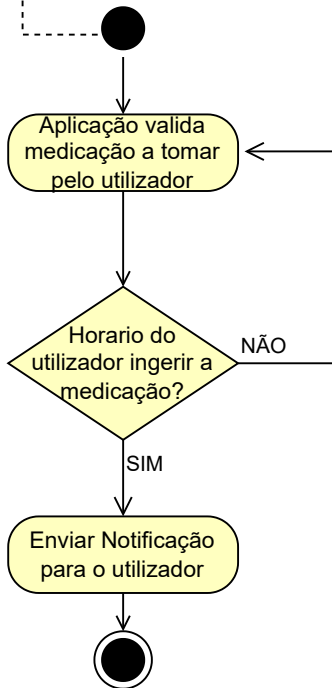 Aplicação valida
medicação a tomar
pelo utilizador
Horario do
utilizador ingerir a
medicação?
NÃO
SIM
Enviar Notificação
para o utilizador